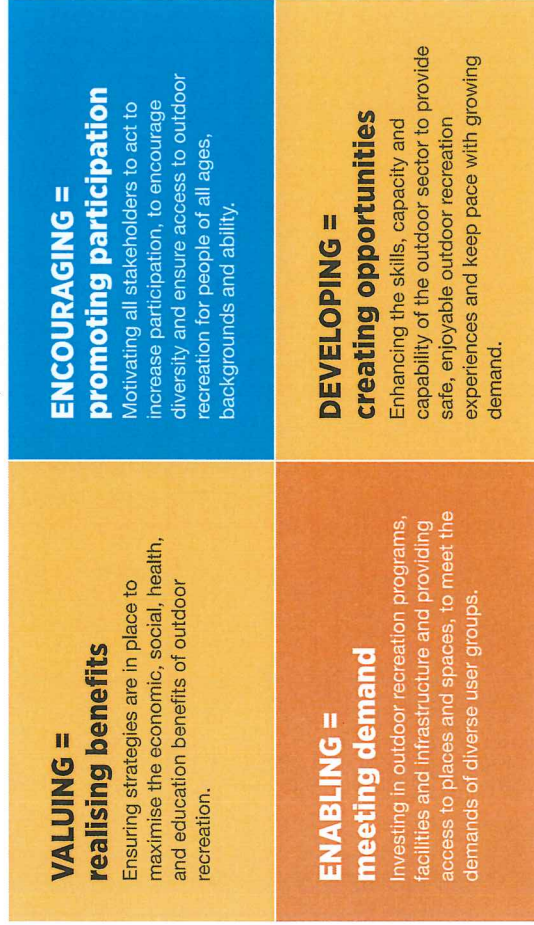 VALUING =
realising benefits
Ensuring strategies are in place to
maximise the economic, social, health,
and education benefits of outdoor
recreation.
ENCOURAGING =
promoting participation
Motivating all stakeholders to act to
increase participation, to encourage
diversity and ensure access to outdoor
recreation for people of all ages,
backgrounds and ability.
ENABLING =
meeting demand
Investing in outdoor recreation programs,
facilities and infrastructure and providing
access to places and spaces, to meet the
demands of diverse user groups.
DEVELOPING =
creating opportunities
Enhancing the skills, capacity and
capability of the outdoor sector to provide
safe, enjoyable outdoor recreation
experiences and keep pace with growing
demand.